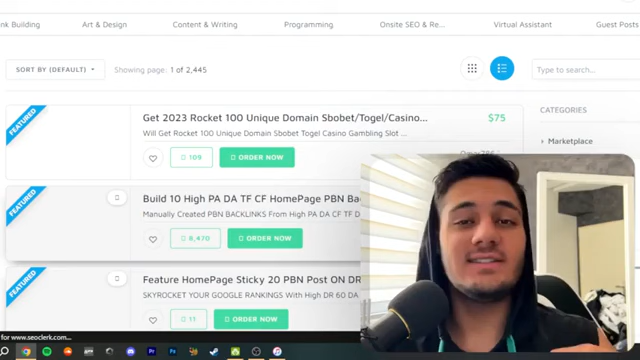 nk Building
Art & Design
Content & Writing
Programming
Onsite SEO & Re...
Virtual Assistant
Guest Posts
SORT BY (DEFAULT)
Showing page: 1 of 2,445
Type to search...
FEATURED
Get 2023 Rocket 100 Unique Domain Sbobet/Togel/Casino...
$75
Will Get Rocket 100 Unique Domain Sbobet Togel Casino Gambling Slot ...
109
ORDER NOW
CATEGORIES
Marketplace
FEATURED
Build 10 High PA DA TF CF HomePage PBN Ba
Manually Created PBN BACKLINKS From High PA DA CF TF D
8,470
ORDER NOW
FEATURED
Feature HomePage Sticky 20 PBN Post ON DR
SKYROCKET YOUR GOOGLE RANKINGS With High DR 60 DA
11
ORDER NOW
for www.seoclerk.com...